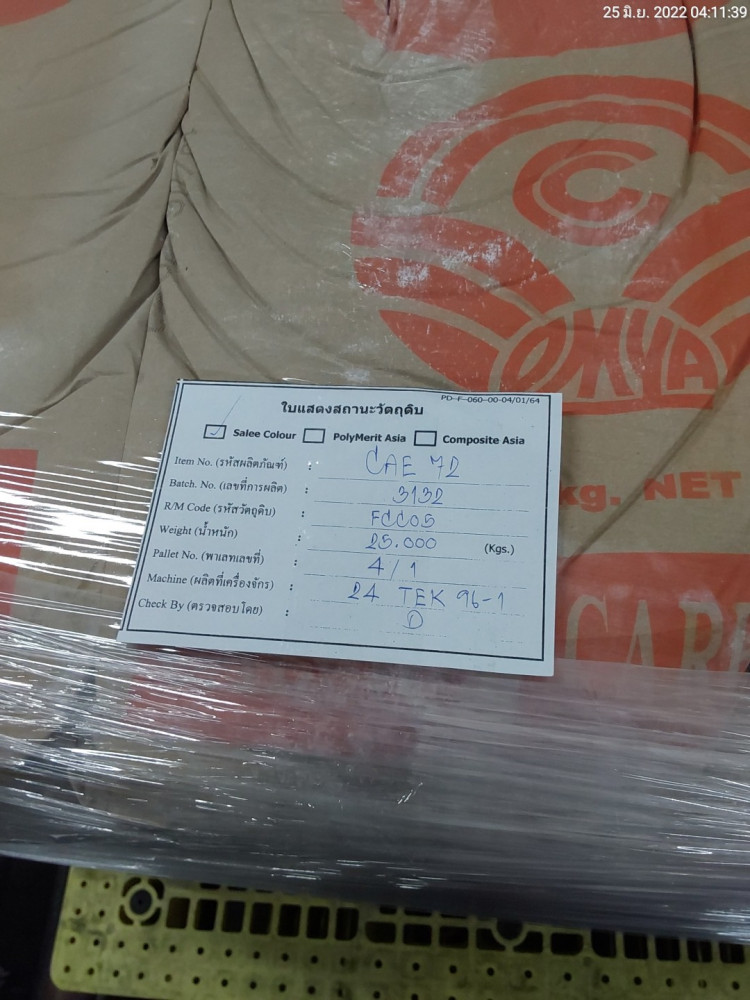 25 มิ.ย. 2022 04:11:39
C
OMYA
kg. NET
CARB
PD-F-060-00-04/01/64
ใบแสดงสถานะวัตถุดิบ
Salee Colour PolyMerit Asia Composite Asia
Item No. (รหัสผลิตภัณฑ์) : CAE 72
Batch. No. (เลขที่การผลิต) : 3132
R/M Code (รหัสวัตถุดิบ) : FCC05
Weight (น้ำหนัก) : 25.000 (Kgs.)
Pallet No. (พาเลทเลขที่) : 4/1
Machine (ผลิตที่เครื่องจักร) : 24 TEK 96-1
Check By (ตรวจสอบโดย) : D